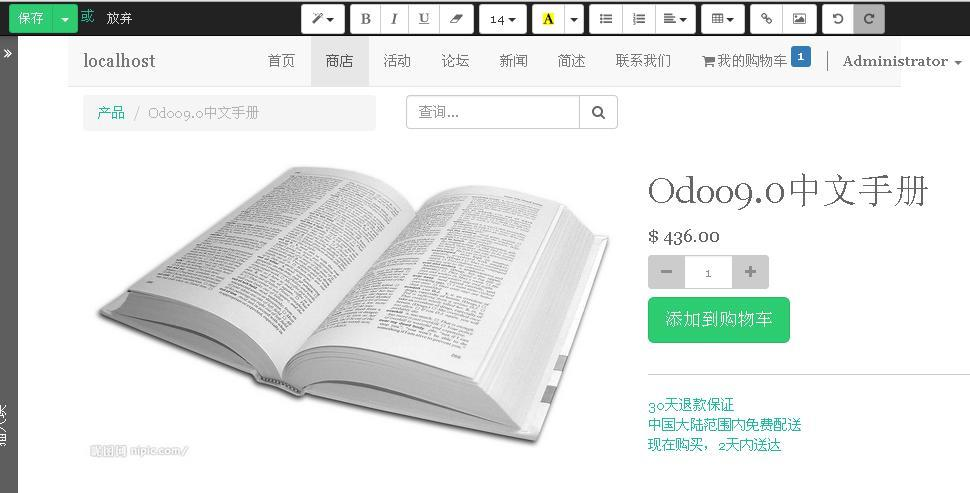 保存 或 放弃
B I U 14 A
localhost 首页 商店 活动 论坛 新闻 简述 联系我们 我的购物车 1 Administrator
产品 / Odoo9.0中文手册 查询...
Odoo9.0中文手册
$ 436.00
1
添加到购物车
30天退款保证
中国大陆范围内免费配送
现在购买， 2天内送达
昵图网 nipic.com/